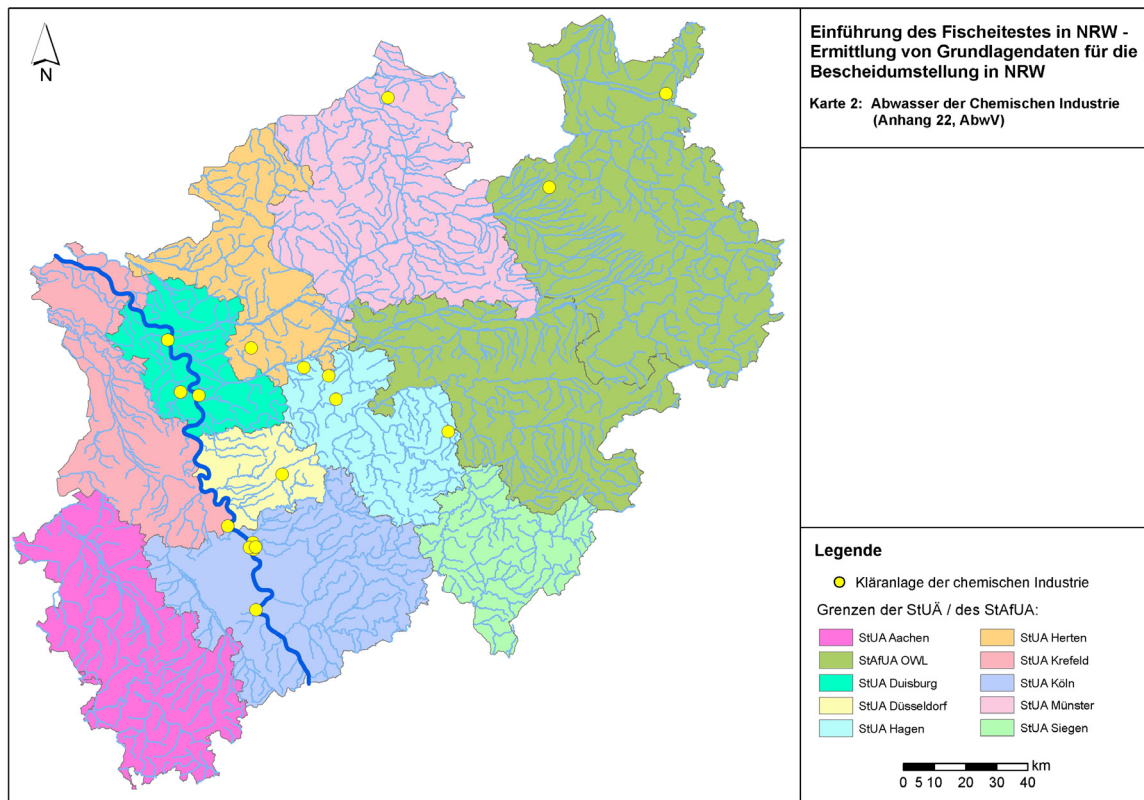 N
Einführung des Fischeitestes in NRW -
Ermittlung von Grundlagendaten für die
Bescheidumstellung in NRW
Karte 2: Abwasser der Chemischen Industrie
(Anhang 22, AbwV)
Legende
Kläranlage der chemischen Industrie
Grenzen der StUÄ / des StAfUA:
StUA Aachen
StAfUA OWL
StUA Duisburg
StUA Düsseldorf
StUA Hagen
StUA Herten
StUA Krefeld
StUA Köln
StUA Münster
StUA Siegen
km
0 5 10 20 30 40